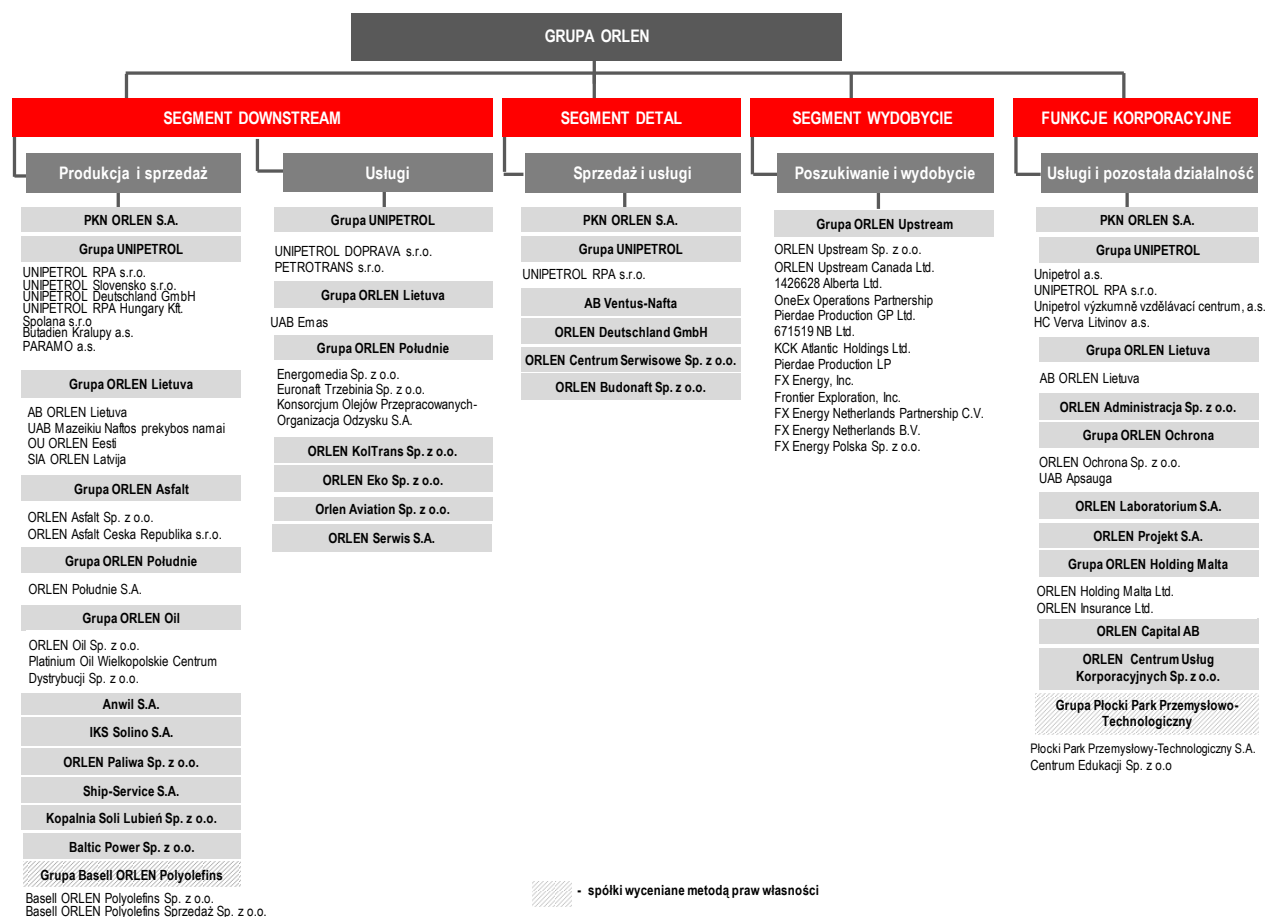 GRUPA ORLEN
SEGMENT DOWNSTREAM
Produkcja i sprzedaż
PKN ORLEN S.A.
Grupa UNIPETROL
UNIPETROL RPA s.r.o.
UNIPETROL Slovensko s.r.o.
UNIPETROL Deutschland GmbH
UNIPETROL RPA Hungary Kft.
Spolana s.r.o
Butadien Kralupy a.s.
PARAMO a.s.
Grupa ORLEN Lietuva
AB ORLEN Lietuva
UAB Mazeikiu Naftos prekybos namai
OU ORLEN Eesti
SIA ORLEN Latvija
Grupa ORLEN Asfalt
ORLEN Asfalt Sp. z o.o.
ORLEN Asfalt Ceska Republika s.r.o.
Grupa ORLEN Południe
ORLEN Południe S.A.
Grupa ORLEN Oil
ORLEN Oil Sp. z o.o.
Platinium Oil Wielkopolskie Centrum
Dystrybucji Sp. z o.o.
Anwil S.A.
IKS Solino S.A.
ORLEN Paliwa Sp. z o.o.
Ship-Service S.A.
Kopalnia Soli Lubień Sp. z o.o.
Baltic Power Sp. z o.o.
Grupa Basell ORLEN Polyolefins
Basell ORLEN Polyolefins Sp. z o.o.
Basell ORLEN Polyolefins Sprzedaż Sp. z o.o.
Usługi
Grupa UNIPETROL
UNIPETROL DOPRAVA s.r.o.
PETROTRANS s.r.o.
Grupa ORLEN Lietuva
UAB Emas
Grupa ORLEN Południe
Energomedia Sp. z o.o.
Euronaft Trzebinia Sp. z o.o.
Konsorcjum Olejów Przepracowanych-
Organizacja Odzysku S.A.
ORLEN KolTrans Sp. z o.o.
ORLEN Eko Sp. z o.o.
Orlen Aviation Sp. z o.o.
ORLEN Serwis S.A.
SEGMENT DETAL
Sprzedaż i usługi
PKN ORLEN S.A.
Grupa UNIPETROL
UNIPETROL RPA s.r.o.
AB Ventus-Nafta
ORLEN Deutschland GmbH
ORLEN Centrum Serwisowe Sp. z o.o.
ORLEN Budonaft Sp. z o.o.
SEGMENT WYDOBYCIE
Poszukiwanie i wydobycie
Grupa ORLEN Upstream
ORLEN Upstream Sp. z o.o.
ORLEN Upstream Canada Ltd.
1426628 Alberta Ltd.
OneEx Operations Partnership
Pierdae Production GP Ltd.
671519 NB Ltd.
KCK Atlantic Holdings Ltd.
Pierdae Production LP
FX Energy, Inc.
Frontier Exploration, Inc.
FX Energy Netherlands Partnership C.V.
FX Energy Netherlands B.V.
FX Energy Polska Sp. z o.o.
FUNKCJE KORPORACYJNE
Usługi i pozostała działalność
PKN ORLEN S.A.
Grupa UNIPETROL
Unipetrol a.s.
UNIPETROL RPA s.r.o.
Unipetrol výzkumně vzdělávací centrum, a.s.
HC Verva Litvínov a.s.
Grupa ORLEN Lietuva
AB ORLEN Lietuva
ORLEN Administracja Sp. z o.o.
Grupa ORLEN Ochrona
ORLEN Ochrona Sp. z o.o.
UAB Apsauga
ORLEN Laboratorium S.A.
ORLEN Projekt S.A.
Grupa ORLEN Holding Malta
ORLEN Holding Malta Ltd.
ORLEN Insurance Ltd.
ORLEN Capital AB
ORLEN Centrum Usług
Korporacyjnych Sp. z o.o.
Grupa Płocki Park Przemysłowo-
Technologiczny
Płocki Park Przemysłowy-Technologiczny S.A.
Centrum Edukacji Sp. z o.o
- spółki wyceniane metodą praw własności